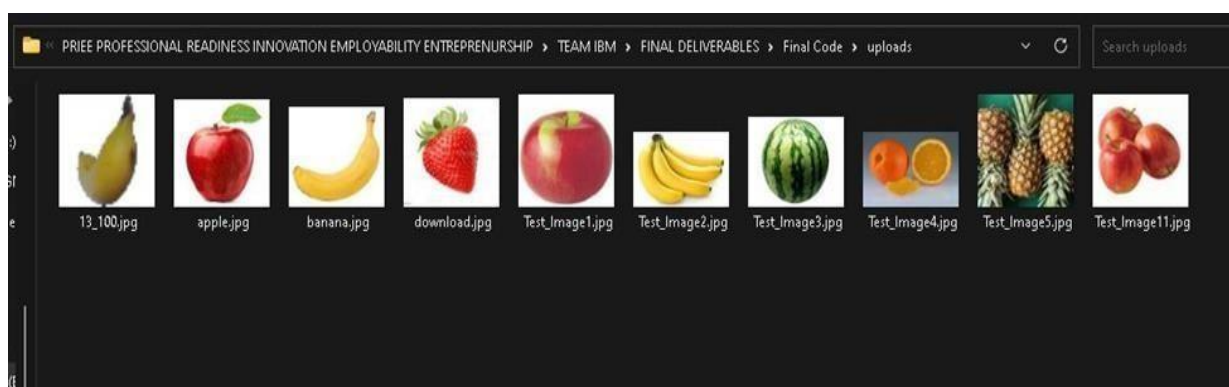 « PRIEE PROFESSIONAL READINESS INNOVATION EMPLOYABILITY ENTREPRENURSHIP › TEAM IBM › FINAL DELIVERABLES › Final Code › uploads Search uploads
13_100.jpg apple.jpg banana.jpg download.jpg Test_Image1.jpg Test_Image2.jpg Test_Image3.jpg Test_Image4.jpg Test_Image5.jpg Test_Image11.jpg